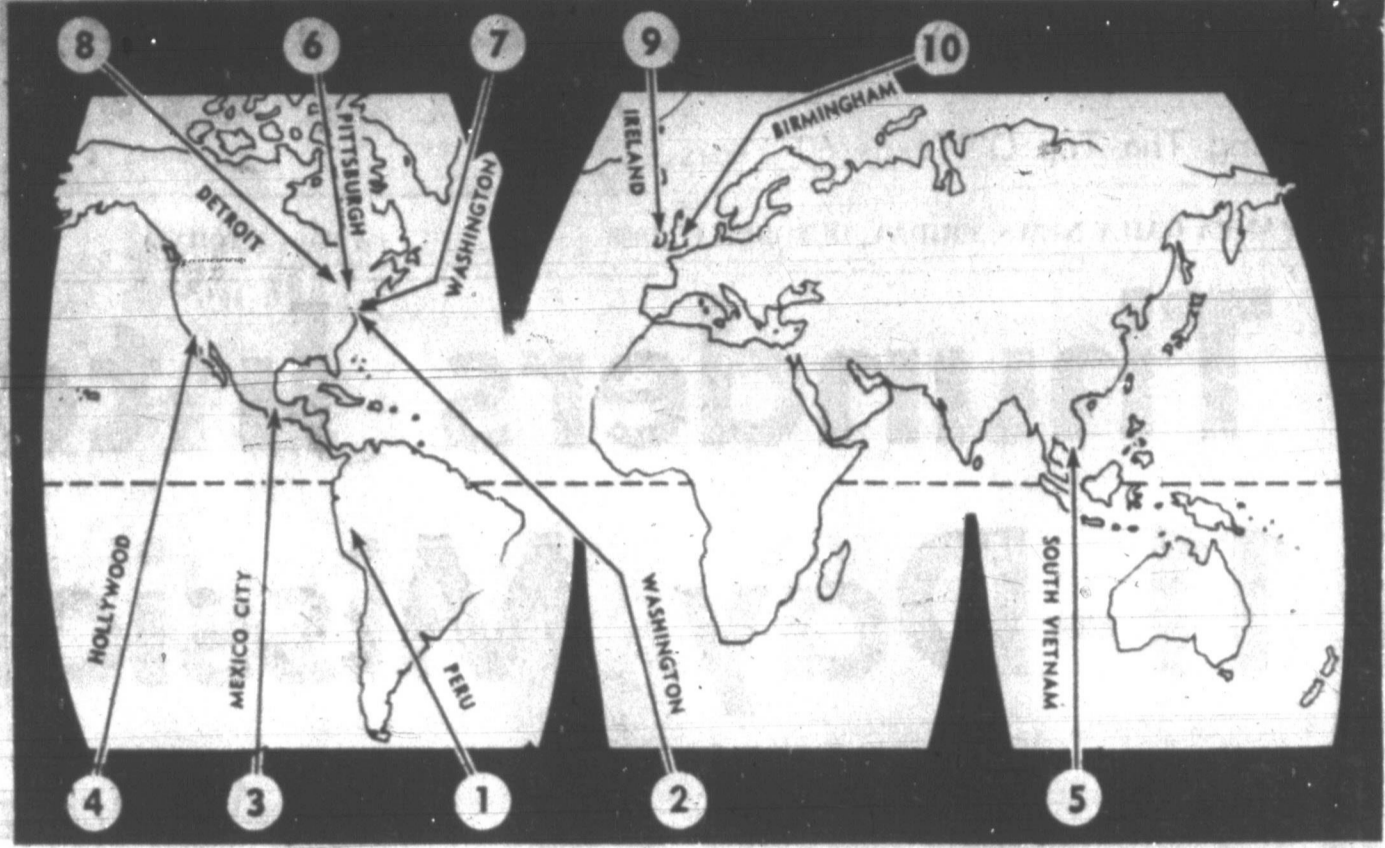 8
6
7
9
10
PITTSBURGH
IRELAND
BIRMINGHAM
DETROIT
WASHINGTON
HOLLYWOOD
MEXICO CITY
PERU
WASHINGTON
SOUTH VIETNAM
4
3
1
2
5